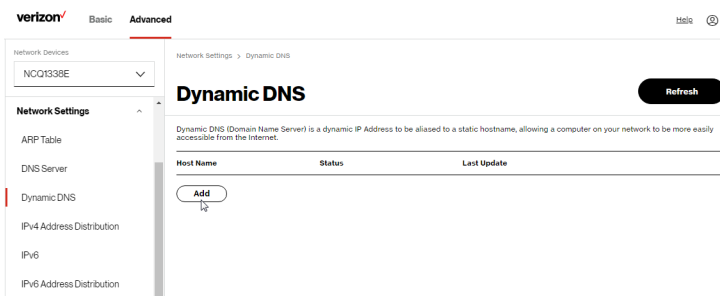 verizon✓ Basic Advanced Help
Network Devices
NCQ1338E
Network Settings
ARP Table
DNS Server
Dynamic DNS
IPv4 Address Distribution
IPv6
IPv6 Address Distribution
Network Settings > Dynamic DNS
Dynamic DNS
Refresh
Dynamic DNS (Domain Name Server) is a dynamic IP Address to be aliased to a static hostname, allowing a computer on your network to be more easily
accessible from the Internet.
Host Name Status Last Update
Add